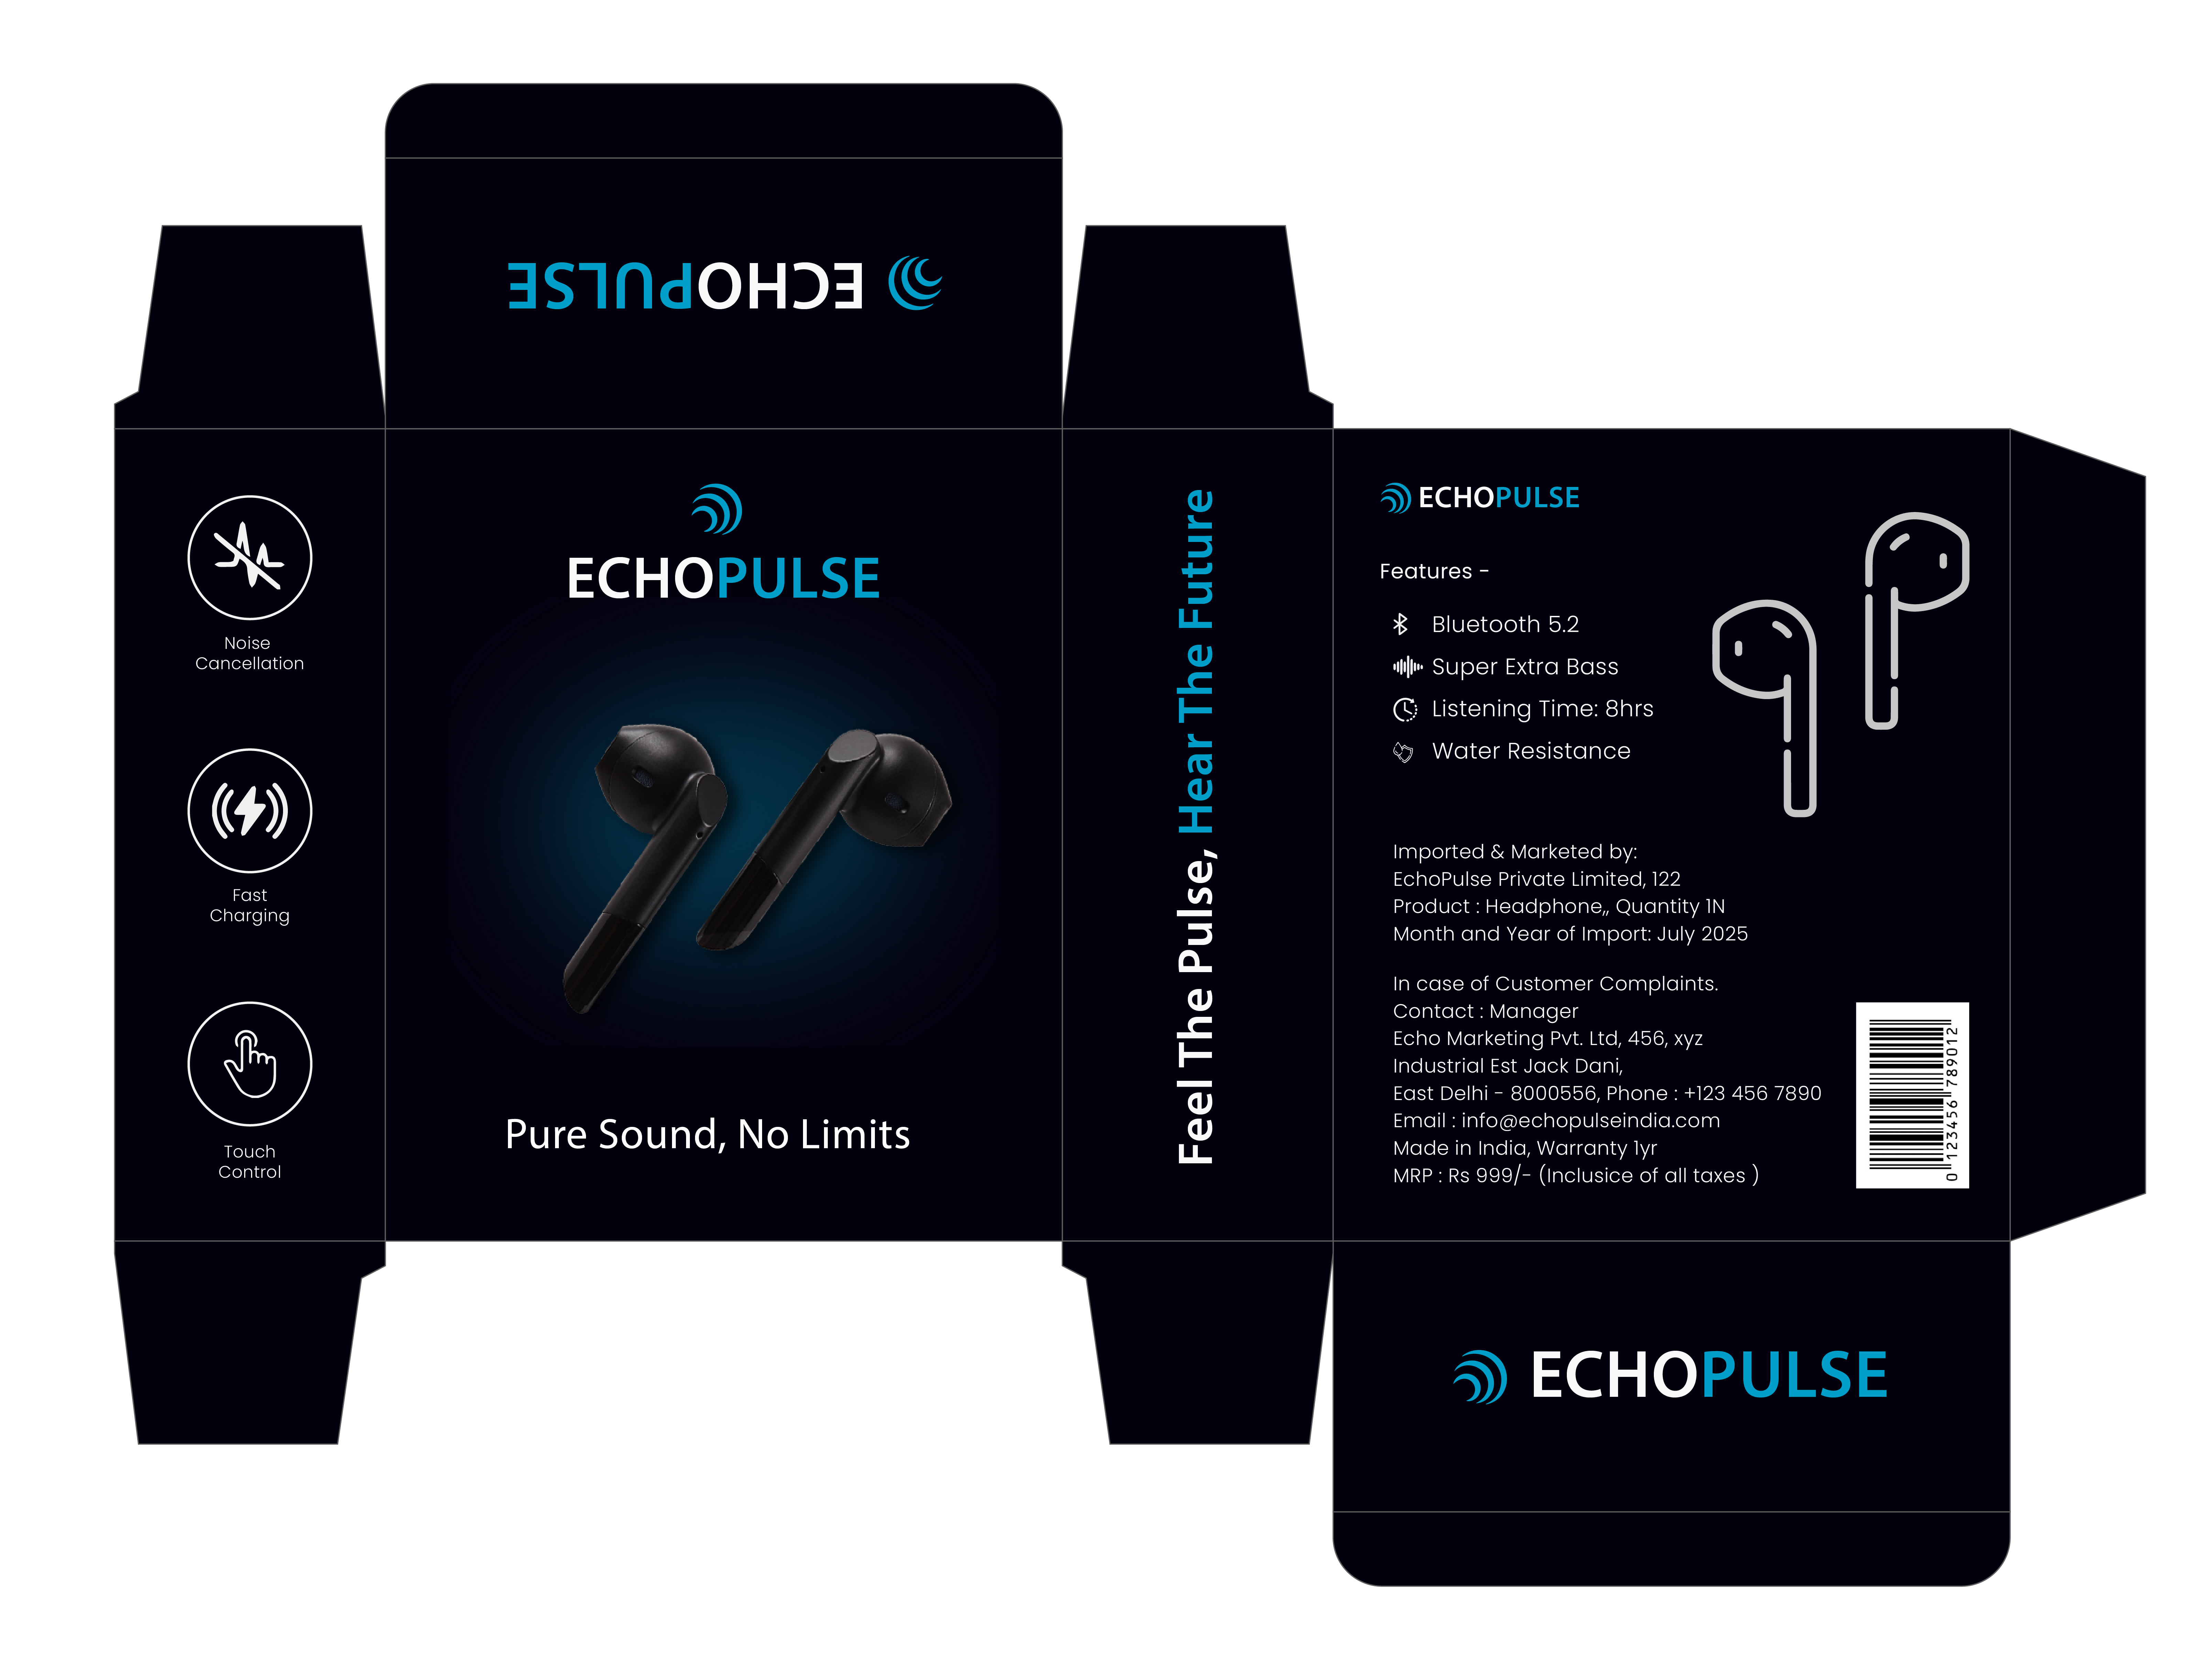 ECHOPULSE
Noise
Cancellation
Fast
Charging
Touch
Control
ECHOPULSE
Pure Sound, No Limits
Feel The Pulse, Hear The Future
ECHOPULSE
Features -
Bluetooth 5.2
Super Extra Bass
Listening Time: 8hrs
Water Resistance
Imported & Marketed by:
EchoPulse Private Limited, 122
Product : Headphone,, Quantity 1N
Month and Year of Import: July 2025
In case of Customer Complaints.
Contact : Manager
Echo Marketing Pvt. Ltd, 456, xyz
Industrial Est Jack Dani,
East Delhi - 8000556, Phone : +123 456 7890
Email : info@echopulseindia.com
Made in India, Warranty 1yr
MRP : Rs 999/- (Inclusice of all taxes )
0 123456 789012
ECHOPULSE